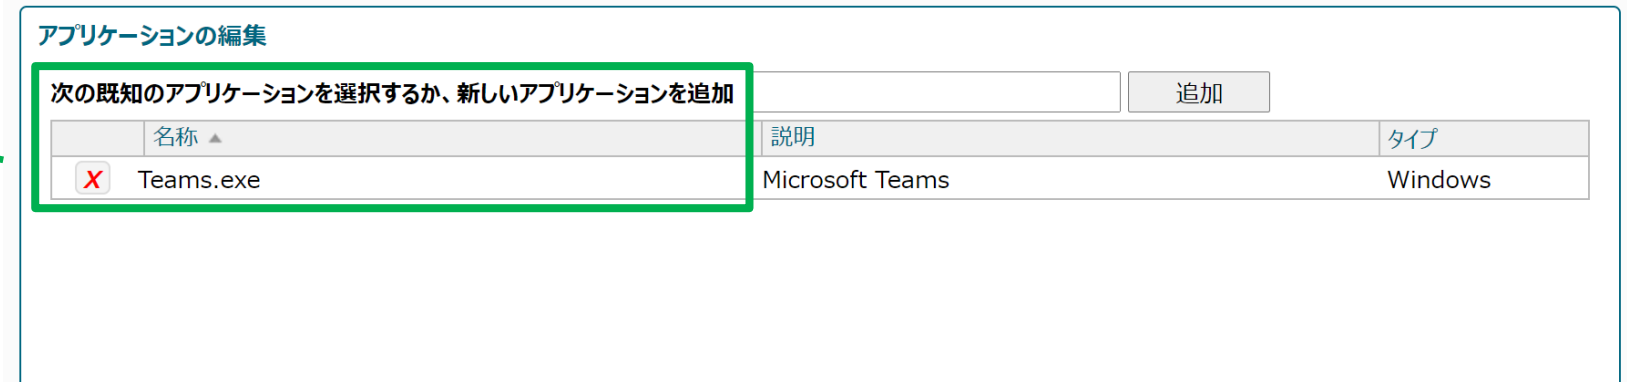 アプリケーションの編集
次の既知のアプリケーションを選択するか、新しいアプリケーションを追加 追加
名称 説明 タイプ
X Teams.exe Microsoft Teams Windows